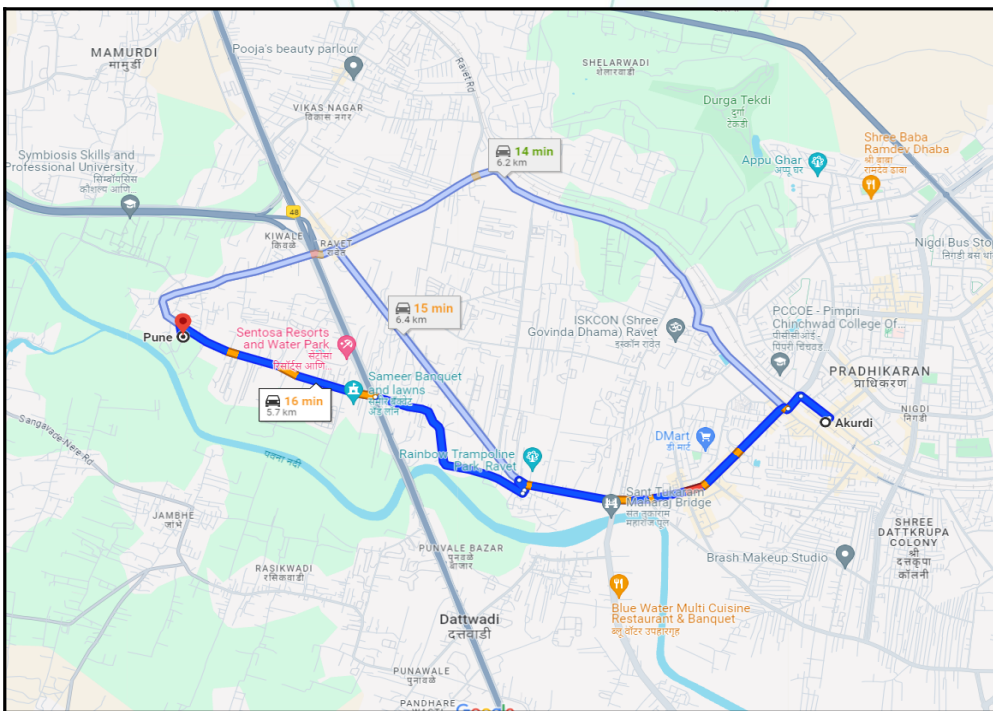 MAMURDI
मामुर्डी
Pooja's beauty parlour
Ravet Rd
SHELARWADI
शेलारवाडी
VIKAS NAGAR
विकास नगर
Durga Tekdi
दुर्गा
टेकडी
Shree Baba
Ramdev Dhaba
श्री बाबा
रामदेव ढाबा
Appu Ghar
अप्पू घर
14 min
6.2 km
Symbiosis Skills and
Professional University
सिम्बॉयसिस
कौशल्य आणि
48
KIWALE
किवळे
RAVET
रावेत
Nigdi Bus Stop
निगडी बस
15 min
6.4 km
ISKCON (Shree
Govinda Dhama) Ravet
इस्कॉन रावेत
PCCOE - Pimpri
Chinchwad College Of...
पीसीसीओई -
पिंपरी चिंचवड
Pune
Sentosa Resorts
and Water Park
सेंटोसा
रिसॉर्ट्स आणि
PRADHIKARAN
प्राधिकरण
Sameer Banquet
and lawns
16 min
5.7 km
NIGDI
निगडी
Akurdi
DMart
डी मार्ट
Sangavade-Nere Rd
पवना नदी
Rainbow Trampoline
Park, Ravet
Sant Tukaram
Maharaj Bridge
संत तुकाराम
महाराज पुल
JAMBHE
जांभे
PUNVALE BAZAR
पुनवळे
बाजार
SHREE
DATTKRUPA
COLONY
श्री
दत्तकृपा
कॉलनी
Brash Makeup Studio
RASIKWADI
रसिकवाडी
Blue Water Multi Cuisine
Restaurant & Banquet
ब्लू वॉटर उपहारगृह
Dattwadi
दत्तवाडी
PUNAWALE
पुनावळे
PANDHARE
Google